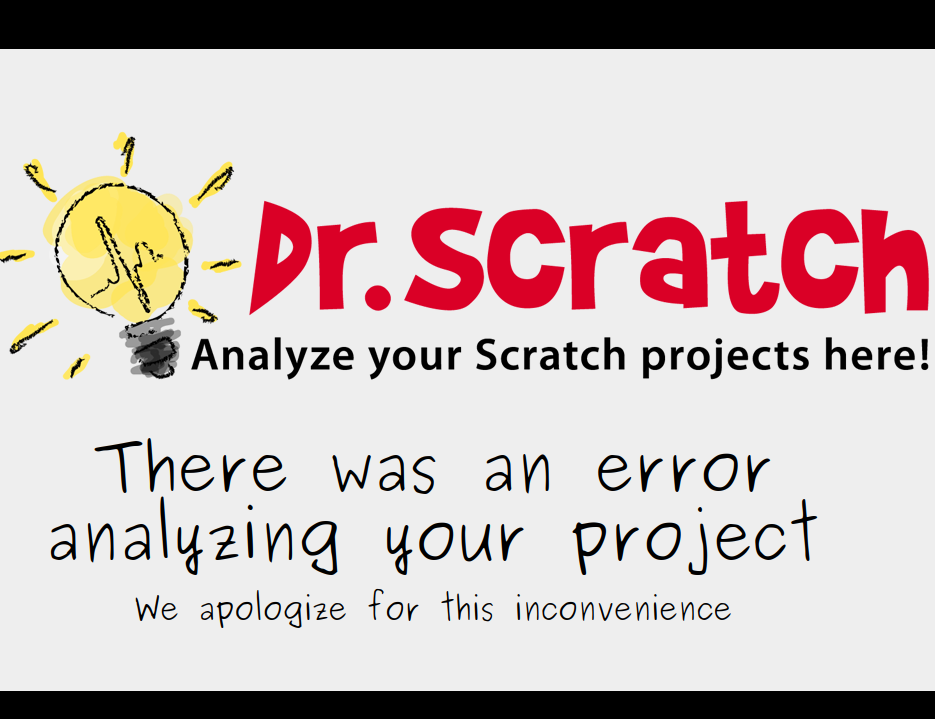 Dr.Scratch
Analyze your Scratch projects here!
There was an error
analyzing your project
We apologize for this inconvenience